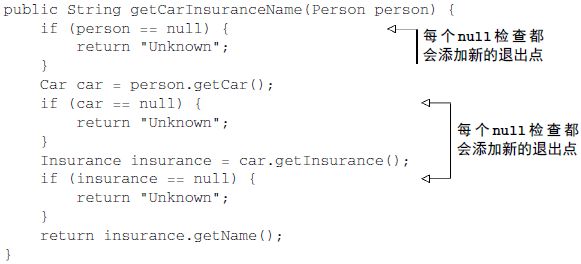 public String getCarInsuranceName(Person person) {
    if (person == null) {
        return "Unknown";
    }
    Car car = person.getCar();
    if (car == null) {
        return "Unknown";
    }
    Insurance insurance = car.getInsurance();
    if (insurance == null) {
        return "Unknown";
    }
    return insurance.getName();
}
每个null检查都
会添加新的退出点
每个null检查都
会添加新的退出点